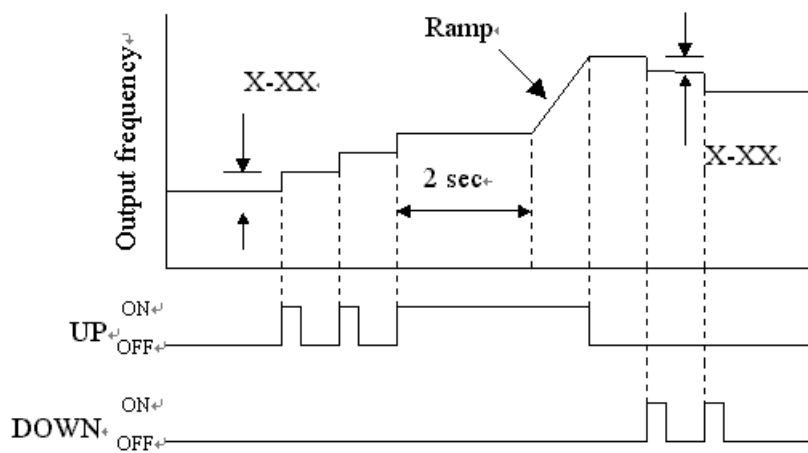 Ramp
X-XX
Output frequency
2 sec
X-XX
ON
UP
OFF
ON
DOWN
OFF